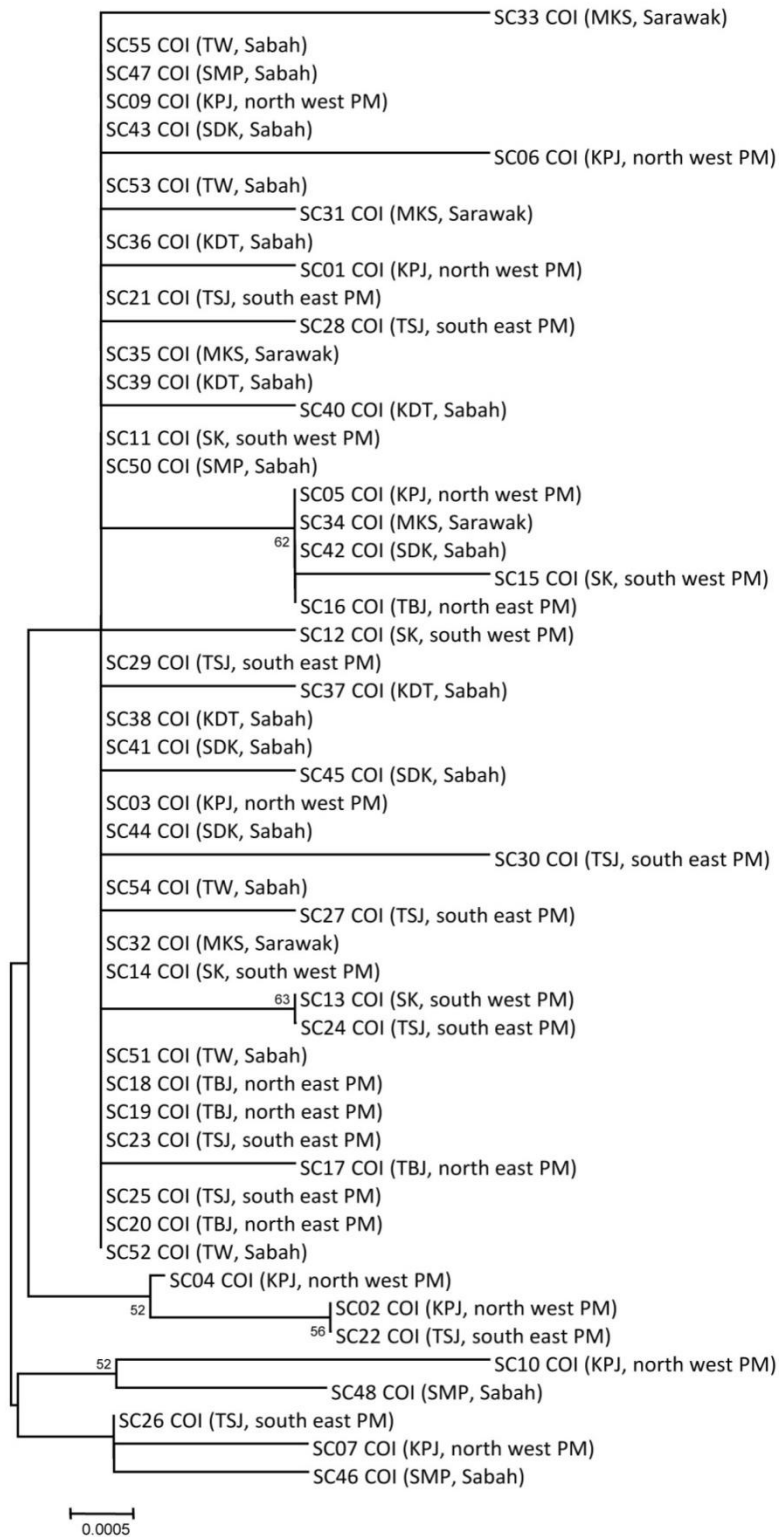 SC33 COI (MKS, Sarawak)
SC55 COI (TW, Sabah)
SC47 COI (SMP, Sabah)
SC09 COI (KPJ, north west PM)
SC43 COI (SDK, Sabah)
SC06 COI (KPJ, north west PM)
SC53 COI (TW, Sabah)
SC31 COI (MKS, Sarawak)
SC36 COI (KDT, Sabah)
SC01 COI (KPJ, north west PM)
SC21 COI (TSJ, south east PM)
SC28 COI (TSJ, south east PM)
SC35 COI (MKS, Sarawak)
SC39 COI (KDT, Sabah)
SC40 COI (KDT, Sabah)
SC11 COI (SK, south west PM)
SC50 COI (SMP, Sabah)
SC05 COI (KPJ, north west PM)
SC34 COI (MKS, Sarawak)
62
SC42 COI (SDK, Sabah)
SC15 COI (SK, south west PM)
SC16 COI (TBJ, north east PM)
SC12 COI (SK, south west PM)
SC29 COI (TSJ, south east PM)
SC37 COI (KDT, Sabah)
SC38 COI (KDT, Sabah)
SC41 COI (SDK, Sabah)
SC45 COI (SDK, Sabah)
SC03 COI (KPJ, north west PM)
SC44 COI (SDK, Sabah)
SC30 COI (TSJ, south east PM)
SC54 COI (TW, Sabah)
SC27 COI (TSJ, south east PM)
SC32 COI (MKS, Sarawak)
SC14 COI (SK, south west PM)
63
SC13 COI (SK, south west PM)
SC24 COI (TSJ, south east PM)
SC51 COI (TW, Sabah)
SC18 COI (TBJ, north east PM)
SC19 COI (TBJ, north east PM)
SC23 COI (TSJ, south east PM)
SC17 COI (TBJ, north east PM)
SC25 COI (TSJ, south east PM)
SC20 COI (TBJ, north east PM)
SC52 COI (TW, Sabah)
SC04 COI (KPJ, north west PM)
52
SC02 COI (KPJ, north west PM)
56
SC22 COI (TSJ, south east PM)
52
SC10 COI (KPJ, north west PM)
SC48 COI (SMP, Sabah)
SC26 COI (TSJ, south east PM)
SC07 COI (KPJ, north west PM)
SC46 COI (SMP, Sabah)
0.0005